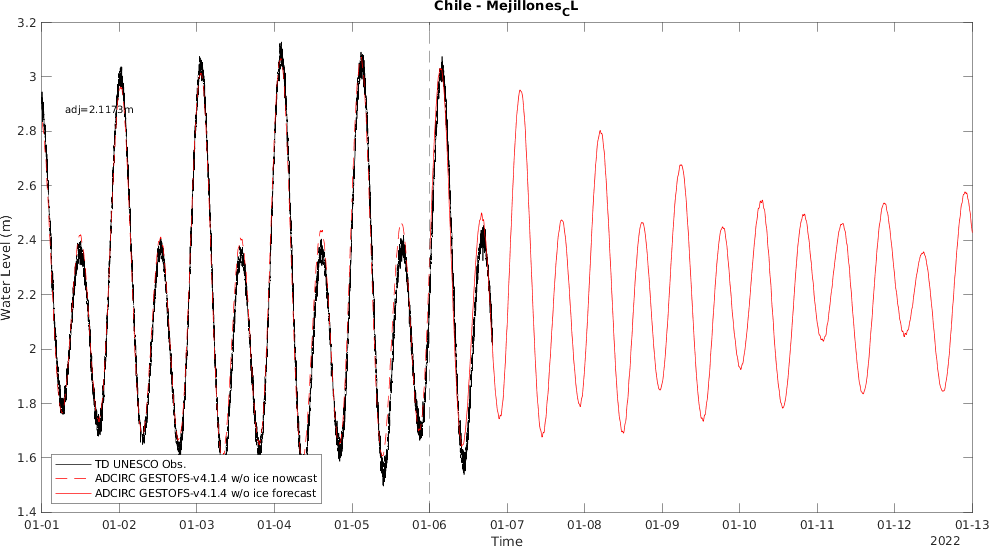 Chile - Mejillones_CL
3.2
3
2.8
2.6
2.4
2.2
2
1.8
1.6
1.4
Water Level (m)
adj=2.1173m
TD UNESCO Obs.
ADCIRC GESTOFS-v4.1.4 w/o ice nowcast
ADCIRC GESTOFS-v4.1.4 w/o ice forecast
01-01 01-02 01-03 01-04 01-05 01-06 01-07 01-08 01-09 01-10 01-11 01-12 01-13
Time
2022